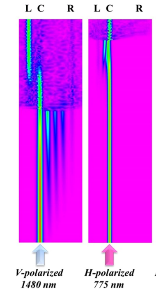 L C R L C R
V-polarized H-polarized
1480 nm 775 nm